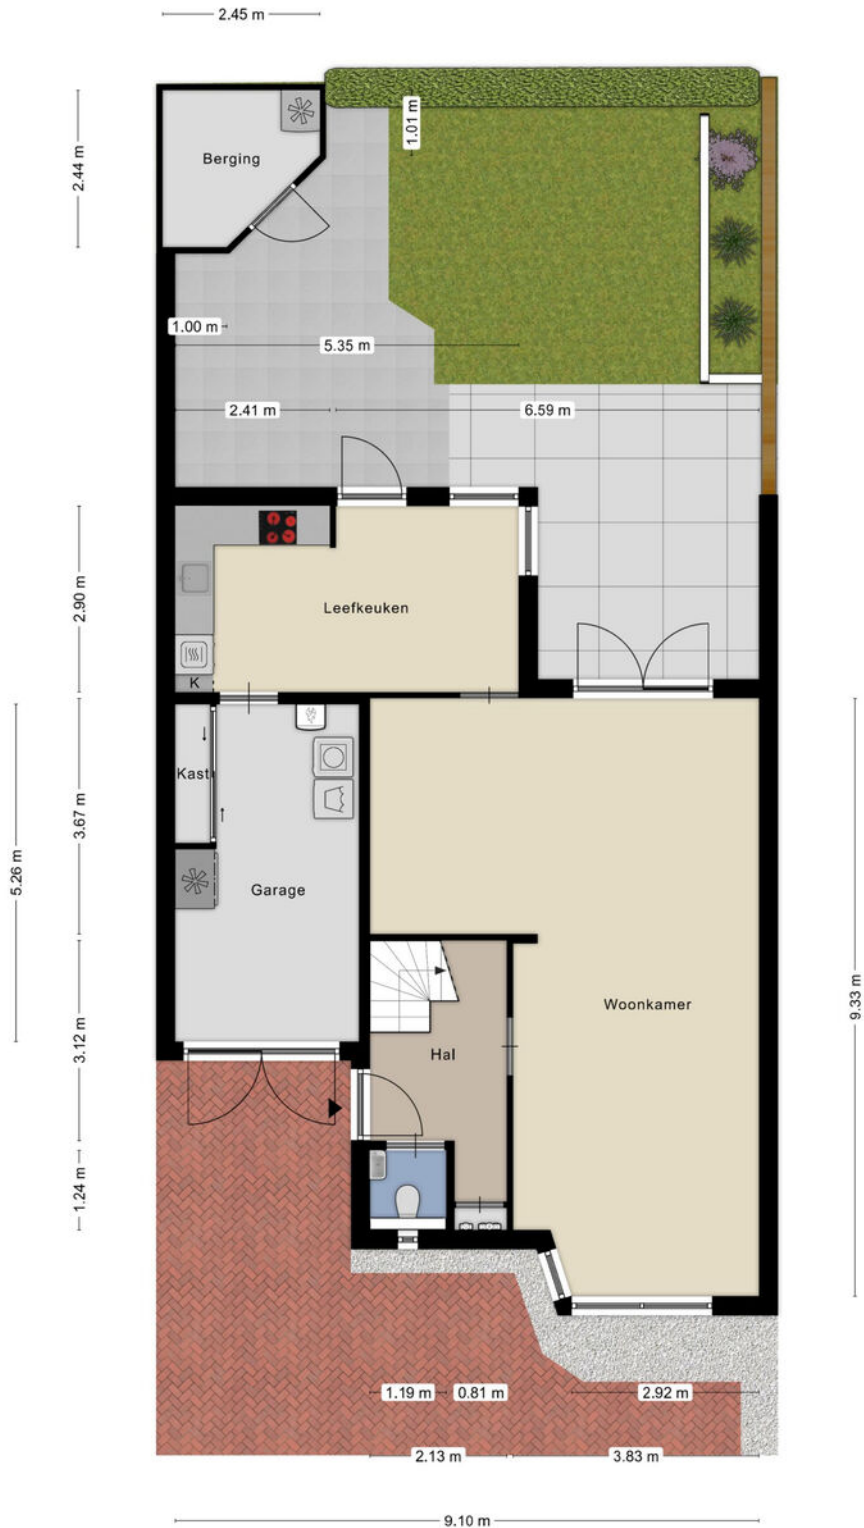 2.45 m
1.01 m
2.44 m
Berging
1.00 m
5.35 m
2.41 m
6.59 m
2.90 m
Leefkeuken
K
Kast
3.67 m
5.26 m
Garage
9.33 m
Woonkamer
3.12 m
Hal
1.24 m
1.19 m
0.81 m
2.92 m
2.13 m
3.83 m
9.10 m